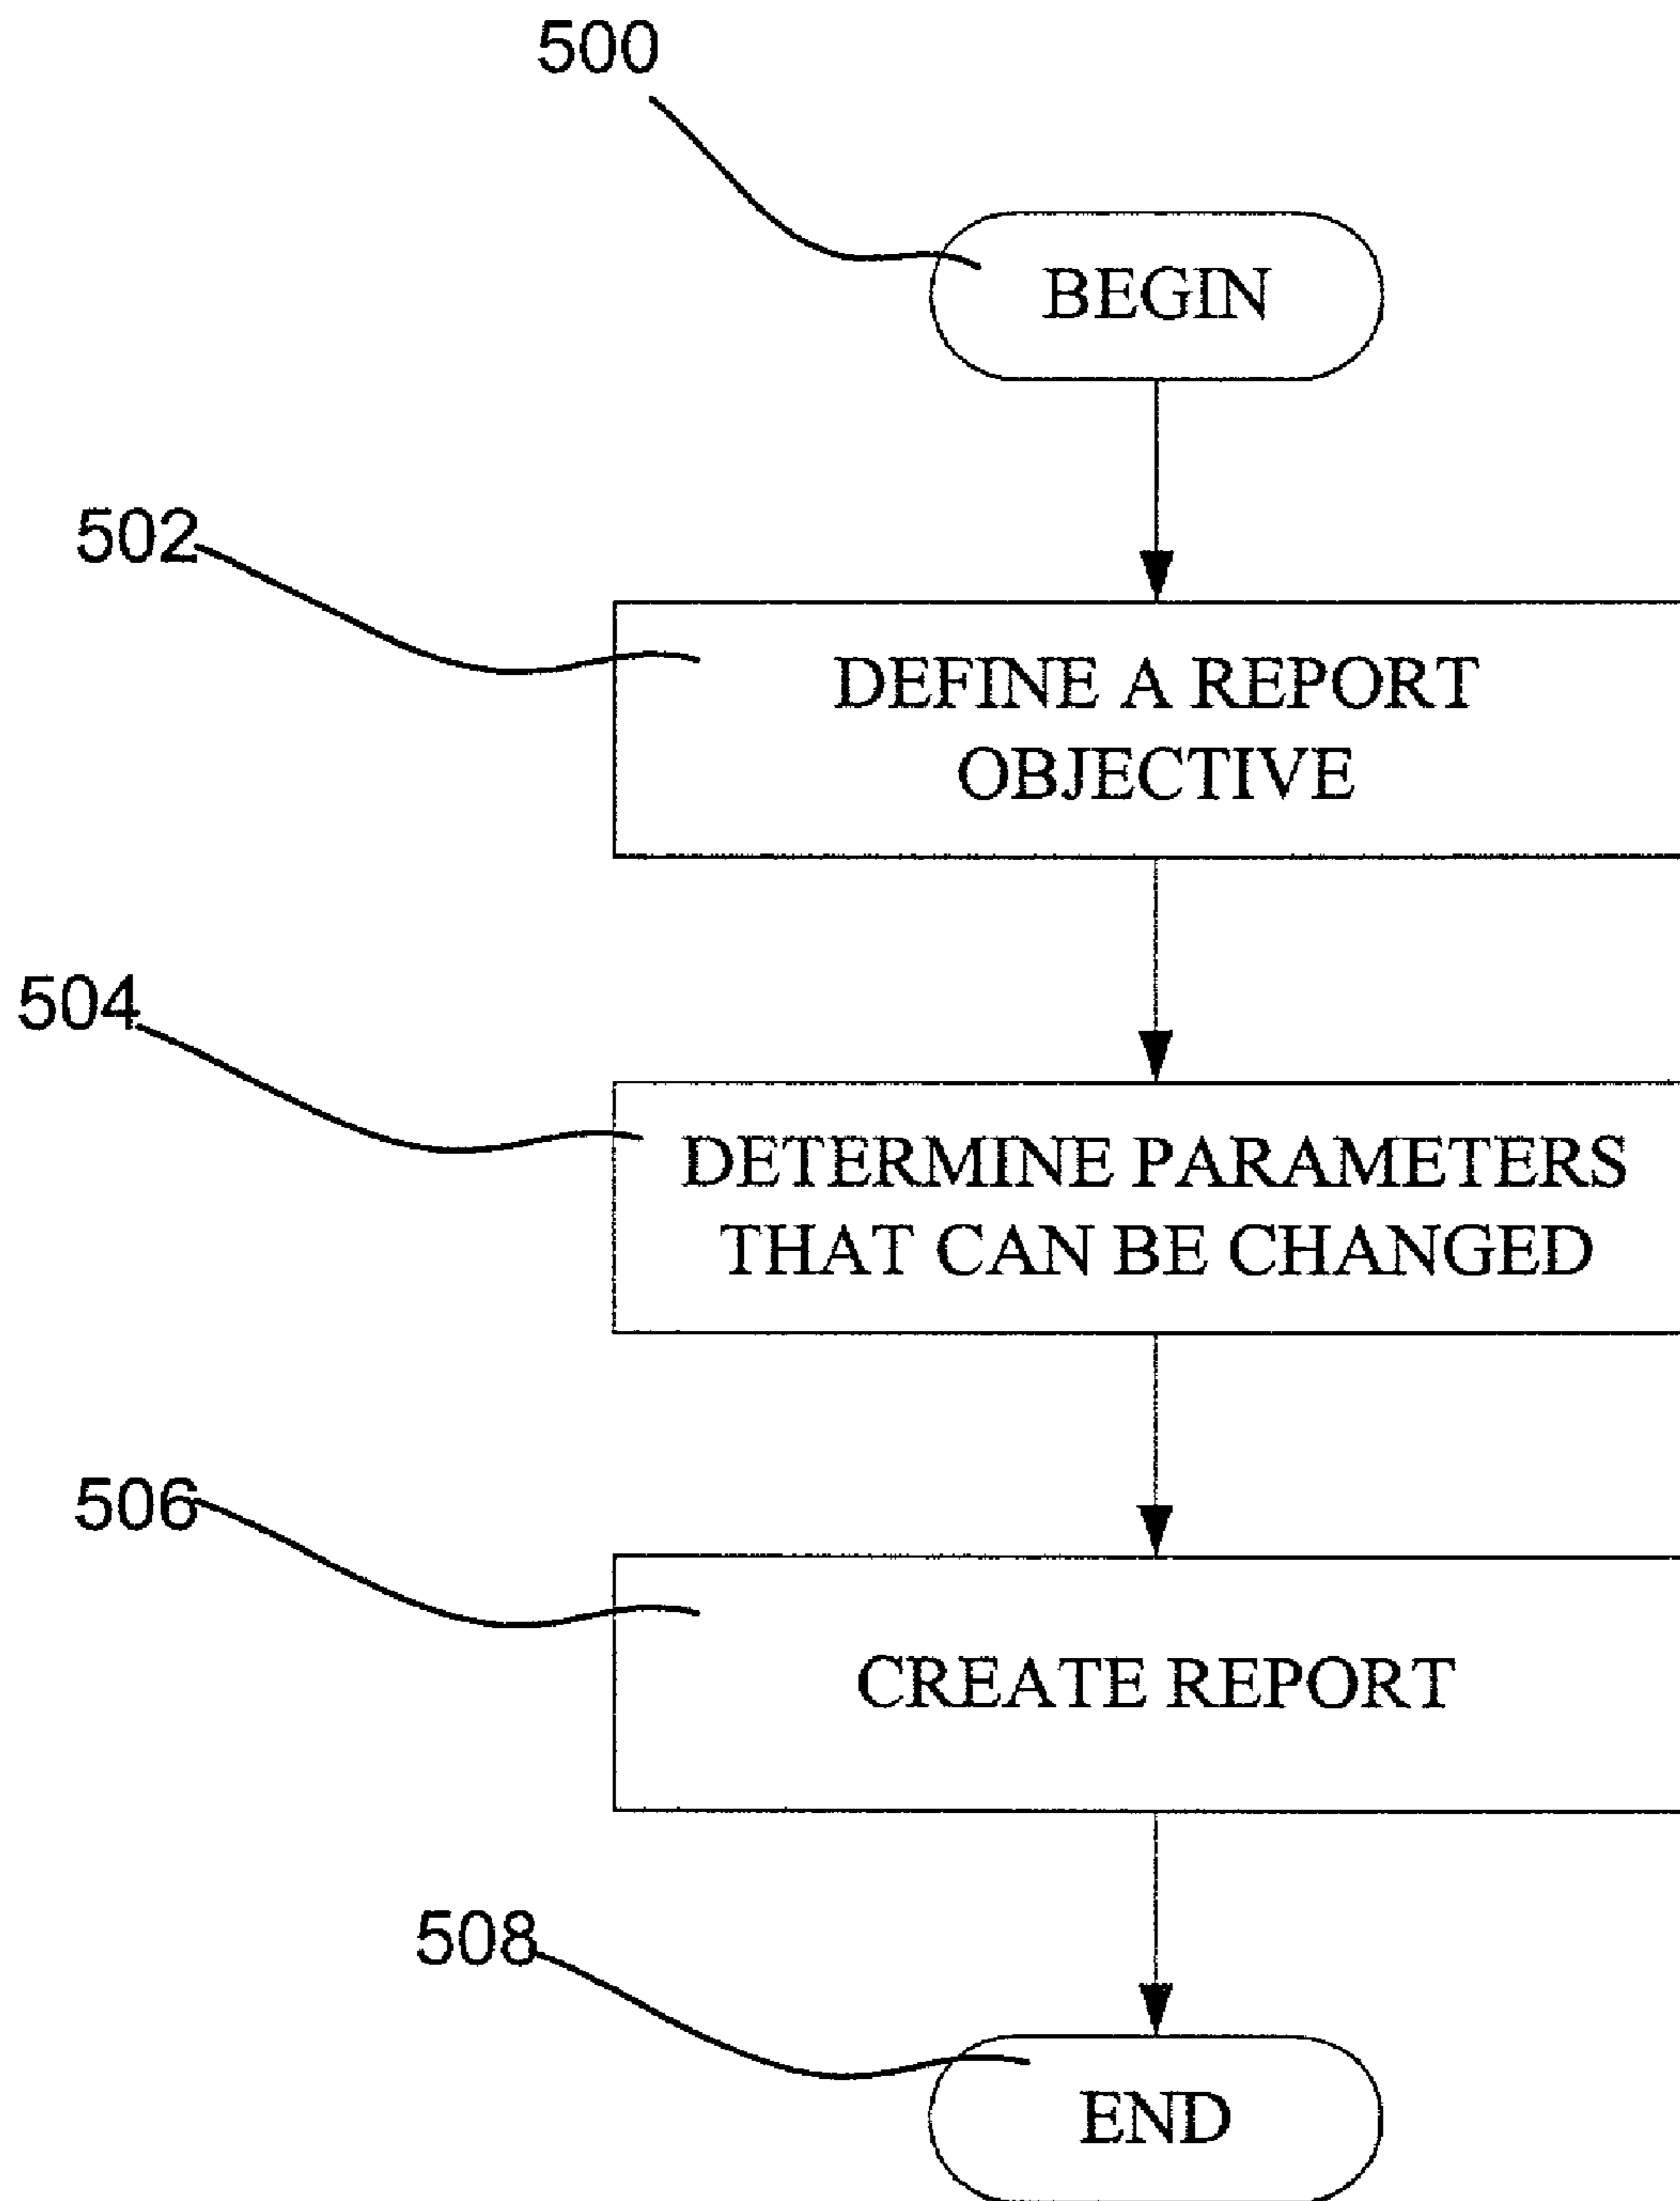 500
BEGIN
502
DEFINE A REPORT
OBJECTIVE
504
DETERMINE PARAMETERS
THAT CAN BE CHANGED
506
CREATE REPORT
508
END